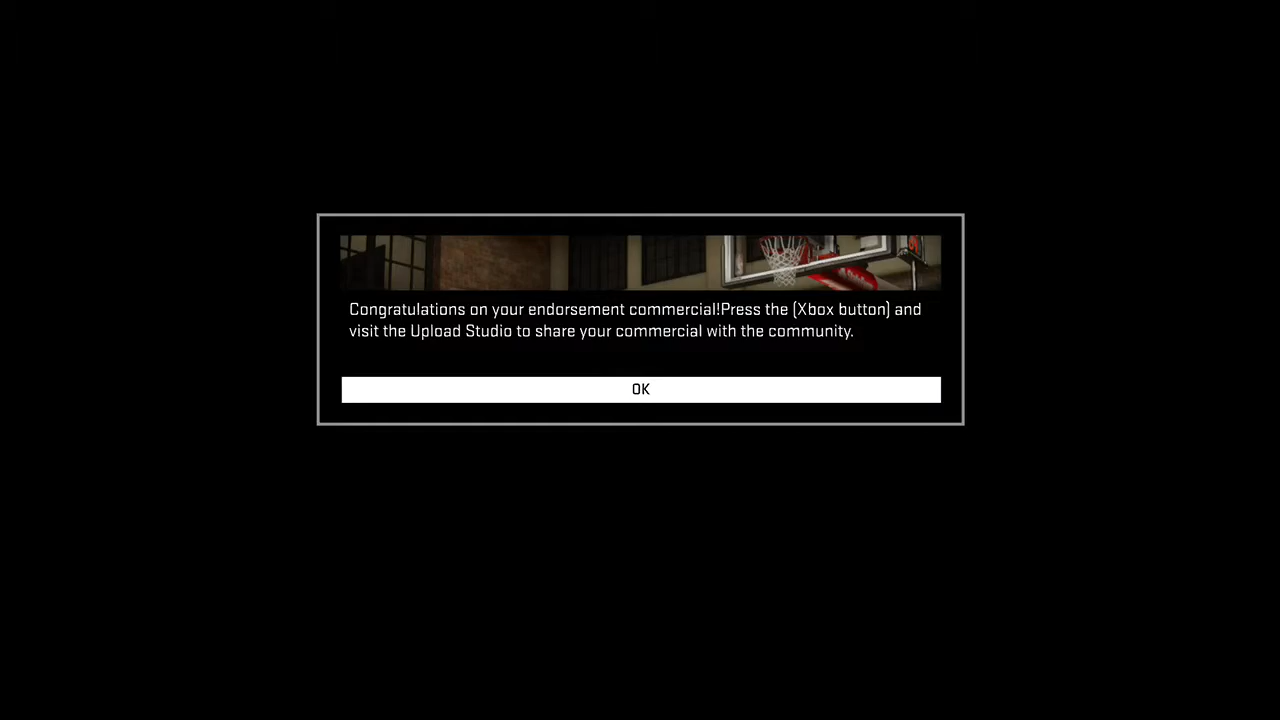 Congratulations on your endorsement commercial!Press the (Xbox button) and
visit the Upload Studio to share your commercial with the community.
OK